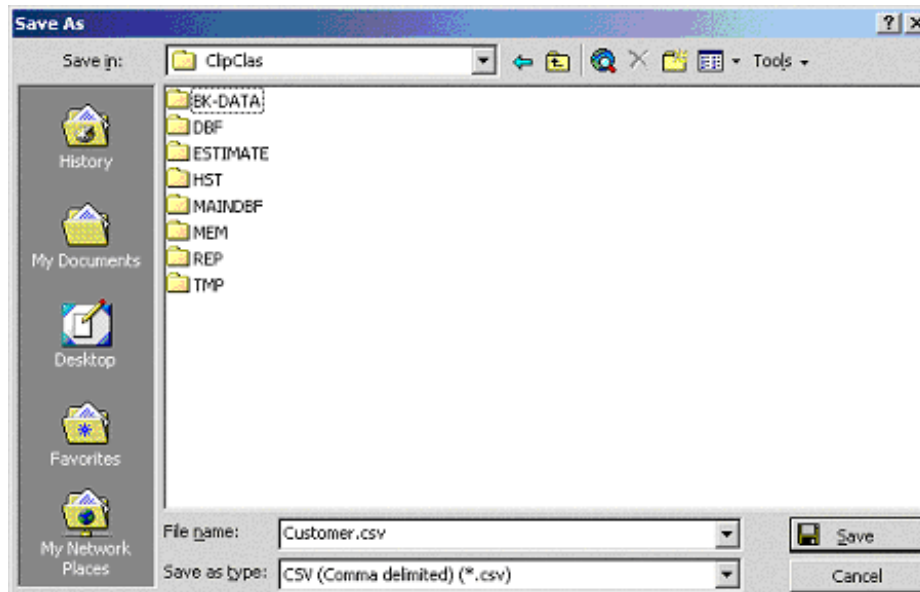 Save As
Save in: ClipClas Tools
BK-DATA
DBF
ESTIMATE
HST
MAINDBF
MEM
REP
TMP
History
My Documents
Desktop
Favorites
My Network
Places
File name: Customer.csv Save
Save as type: CSV (Comma delimited) (*.csv) Cancel